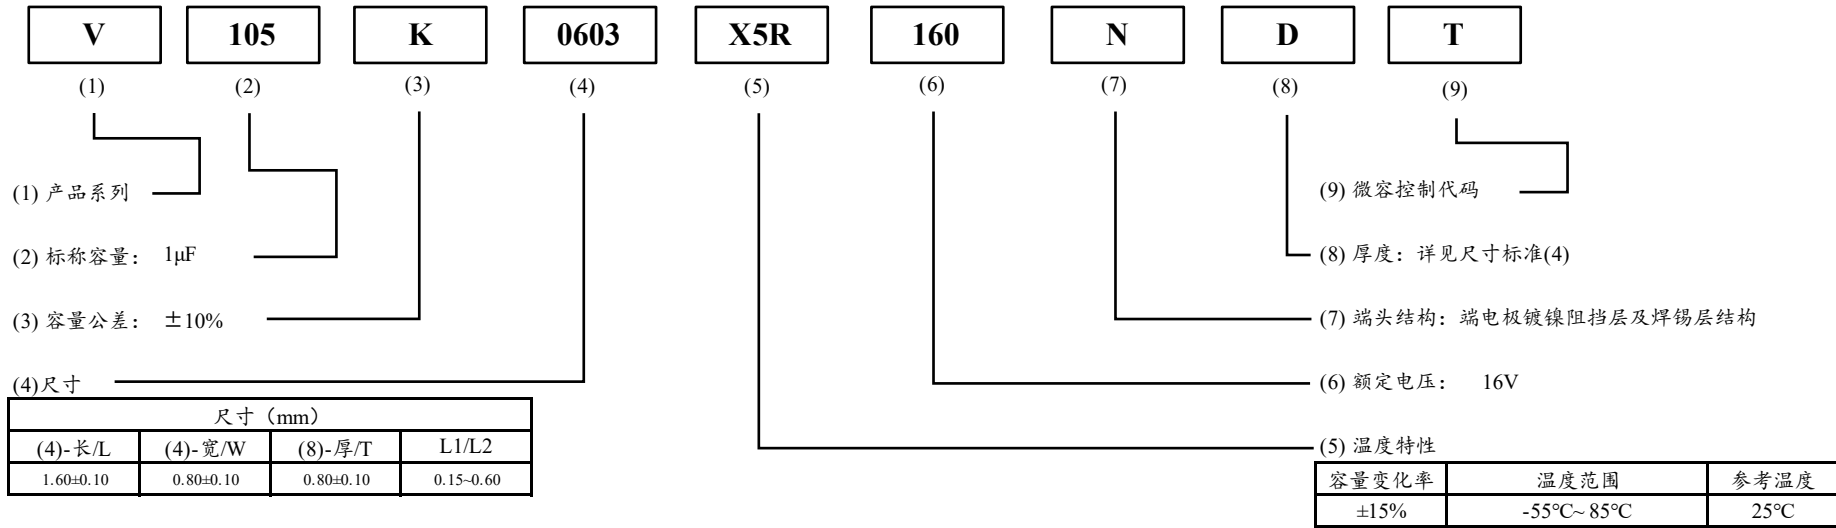 V 105 K 0603 X5R 160 N D T
(1) (2) (3) (4) (5) (6) (7) (8) (9)
(1) 产品系列
(2) 标称容量： 1μF
(3) 容量公差： ±10%
(4)尺寸
尺寸（mm）
(4)-长/L (4)-宽/W (8)-厚/T L1/L2
1.60±0.10 0.80±0.10 0.80±0.10 0.15~0.60
(9) 微容控制代码
(8) 厚度：详见尺寸标准(4)
(7) 端头结构：端电极镀镍阻挡层及焊锡层结构
(6) 额定电压： 16V
(5) 温度特性
容量变化率 温度范围 参考温度
±15% -55℃~ 85℃ 25℃